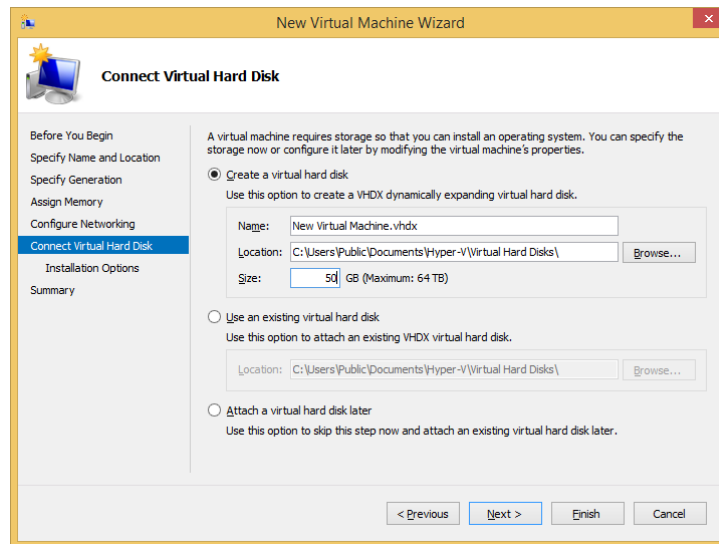 New Virtual Machine Wizard
Connect Virtual Hard Disk
Before You Begin
Specify Name and Location
Specify Generation
Assign Memory
Configure Networking
Connect Virtual Hard Disk
Installation Options
Summary
A virtual machine requires storage so that you can install an operating system. You can specify the
storage now or configure it later by modifying the virtual machine's properties.
Create a virtual hard disk
Use this option to create a VHDX dynamically expanding virtual hard disk.
Name: New Virtual Machine.vhdx
Location: C:\Users\Public\Documents\Hyper-V\Virtual Hard Disks\ Browse...
Size: 50 GB (Maximum: 64 TB)
Use an existing virtual hard disk
Use this option to attach an existing VHDX virtual hard disk.
Location: C:\Users\Public\Documents\Hyper-V\Virtual Hard Disks\ Browse...
Attach a virtual hard disk later
Use this option to skip this step now and attach an existing virtual hard disk later.
< Previous Next > Finish Cancel